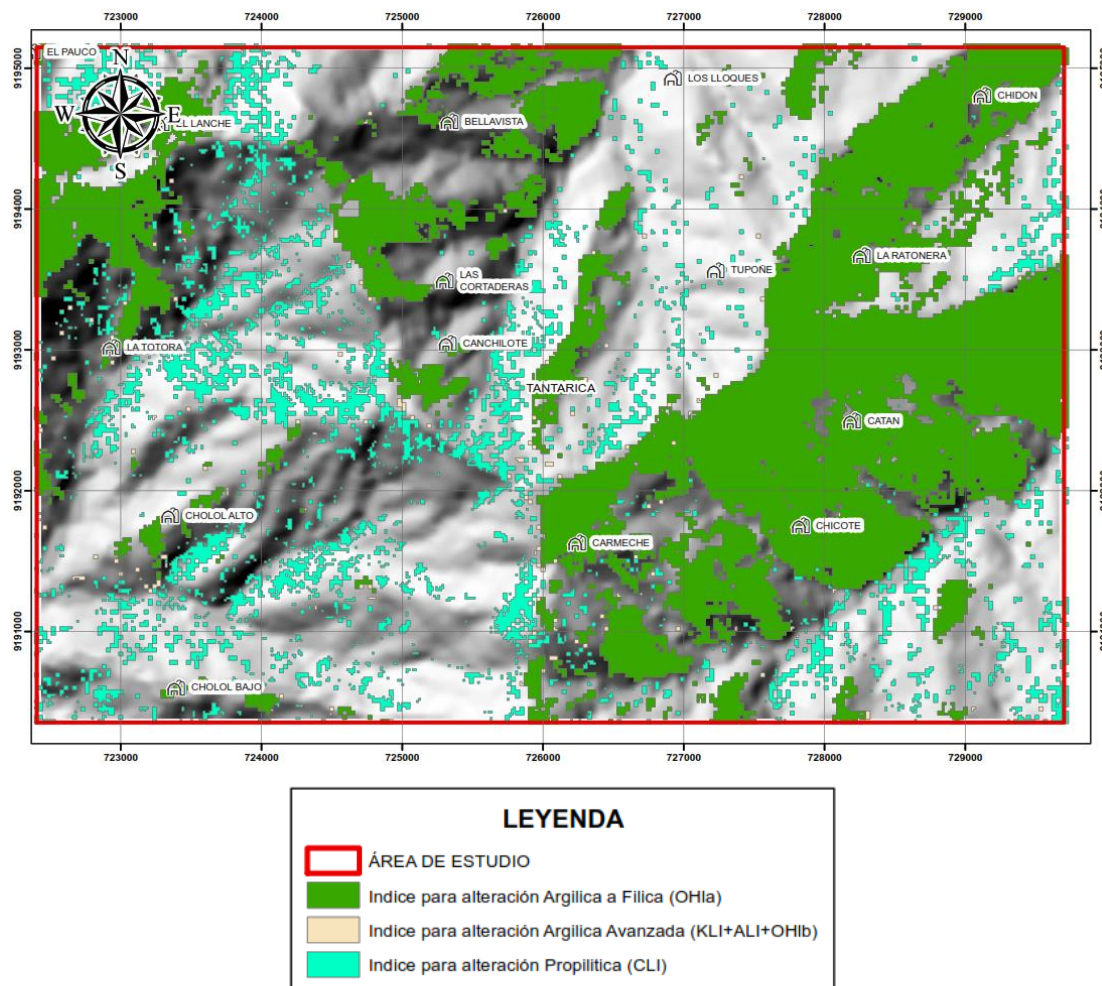 723000 724000 725000 726000 727000 728000 729000
EL PAUCO
N
9195000
LOS LLOQUES
CHIDON
W E
EL LANCHE
BELLAVISTA
S
9194000
LA RATONERA
TUPOÑE
LAS
CORTADERAS
9193000
LA TOTORA
CANCHILOTE
TANTARICA
CATAN
9192000
CHOLOL ALTO
CHICOTE
CARMECHE
9191000
CHOLOL BAJO
723000 724000 725000 726000 727000 728000 729000
LEYENDA
ÁREA DE ESTUDIO
Indice para alteración Argilica a Filica (OHIa)
Indice para alteración Argilica Avanzada (KLI+ALI+OHIb)
Indice para alteración Propilitica (CLI)